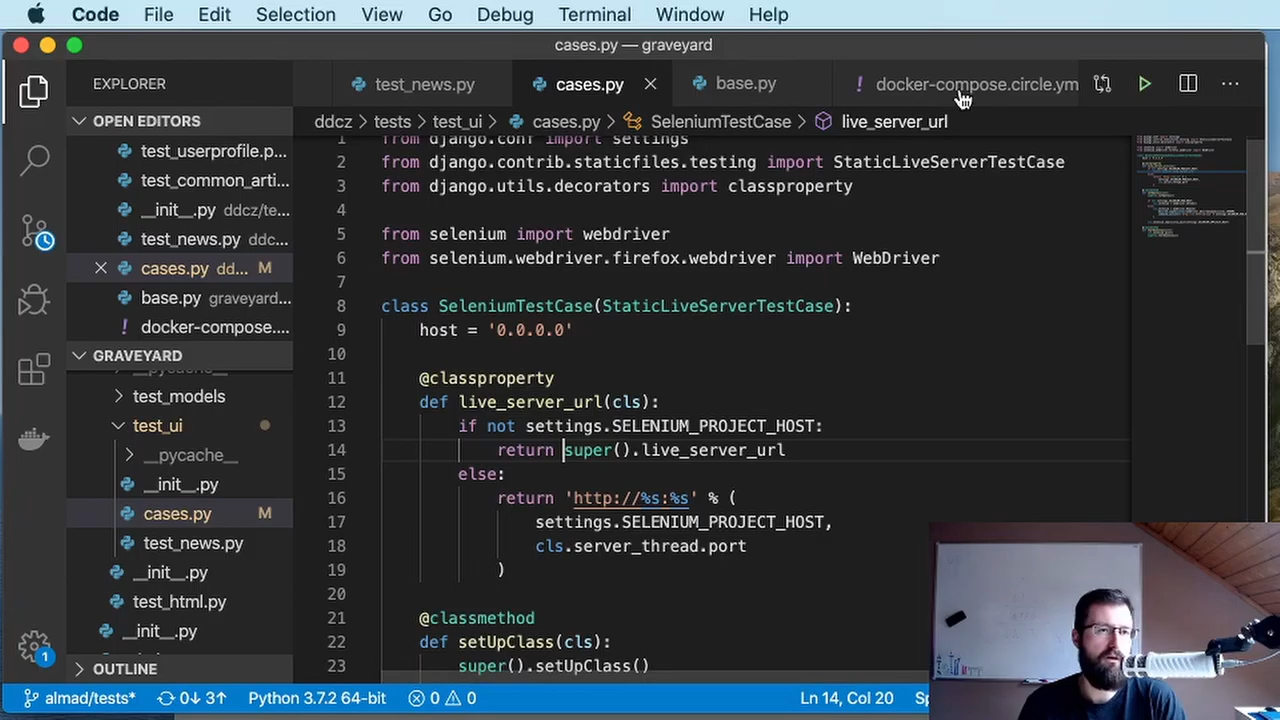 Code File Edit Selection View Go Debug Terminal Window Help
cases.py — graveyard
EXPLORER
test_news.py cases.py base.py ! docker-compose.circle.ym
OPEN EDITORS
ddcz > tests > test_ui > cases.py > SeleniumTestCase > live_server_url
test_userprofile.p...
test_common_arti...
__init__.py ddcz/te...
test_news.py ddc...
cases.py dd... M
base.py graveyard...
! docker-compose....
GRAVEYARD
__pycache__
test_models
test_ui
__pycache__
__init__.py
cases.py M
test_news.py
__init__.py
test_html.py
__init__.py
OUTLINE
1 from django.conf import settings
2 from django.contrib.staticfiles.testing import StaticLiveServerTestCase
3 from django.utils.decorators import classproperty
4
5 from selenium import webdriver
6 from selenium.webdriver.firefox.webdriver import WebDriver
7
8 class SeleniumTestCase(StaticLiveServerTestCase):
9 host = '0.0.0.0'
10
11 @classproperty
12 def live_server_url(cls):
13 if not settings.SELENIUM_PROJECT_HOST:
14 return super().live_server_url
15 else:
16 return 'http://%s:%s' % (
17 settings.SELENIUM_PROJECT_HOST,
18 cls.server_thread.port
19 )
20
21 @classmethod
22 def setUpClass(cls):
23 super().setUpClass()
1
almad/tests* 0↓ 3↑ Python 3.7.2 64-bit 0 0 Ln 14, Col 20 Sp